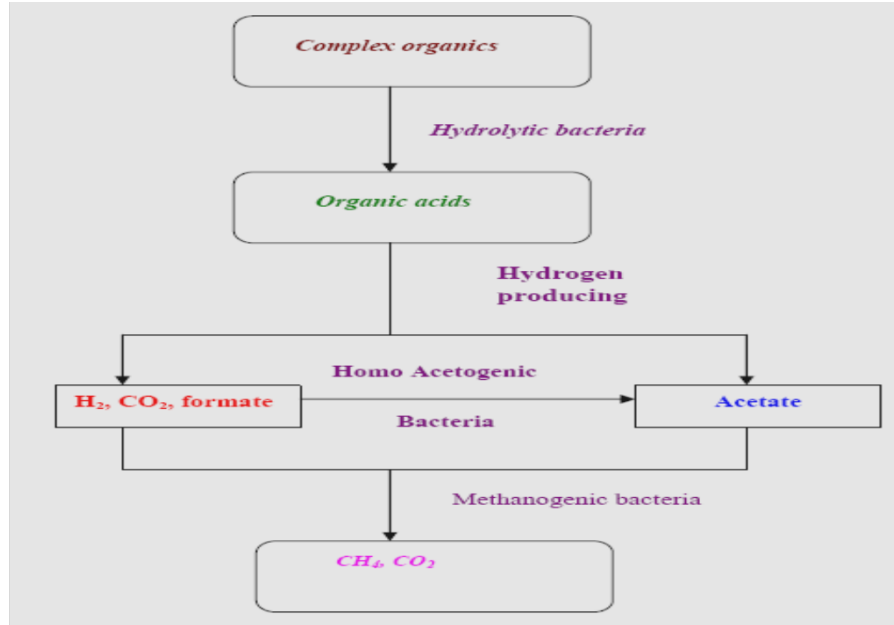 Complex organics
Hydrolytic bacteria
Organic acids
Hydrogen
producing
Homo Acetogenic
H₂, CO₂, formate
Acetate
Bacteria
Methanogenic bacteria
CH₄, CO₂